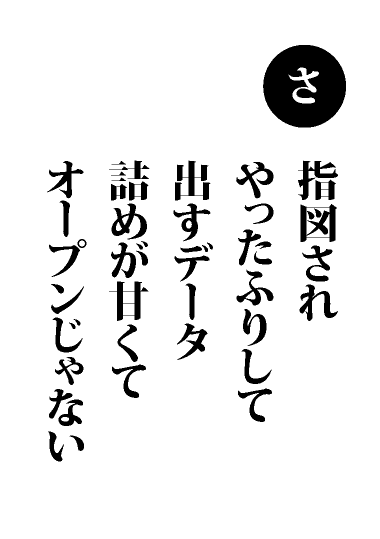 さ
指図され
やったふりして
出すデータ
詰めが甘くて
オープンじゃない